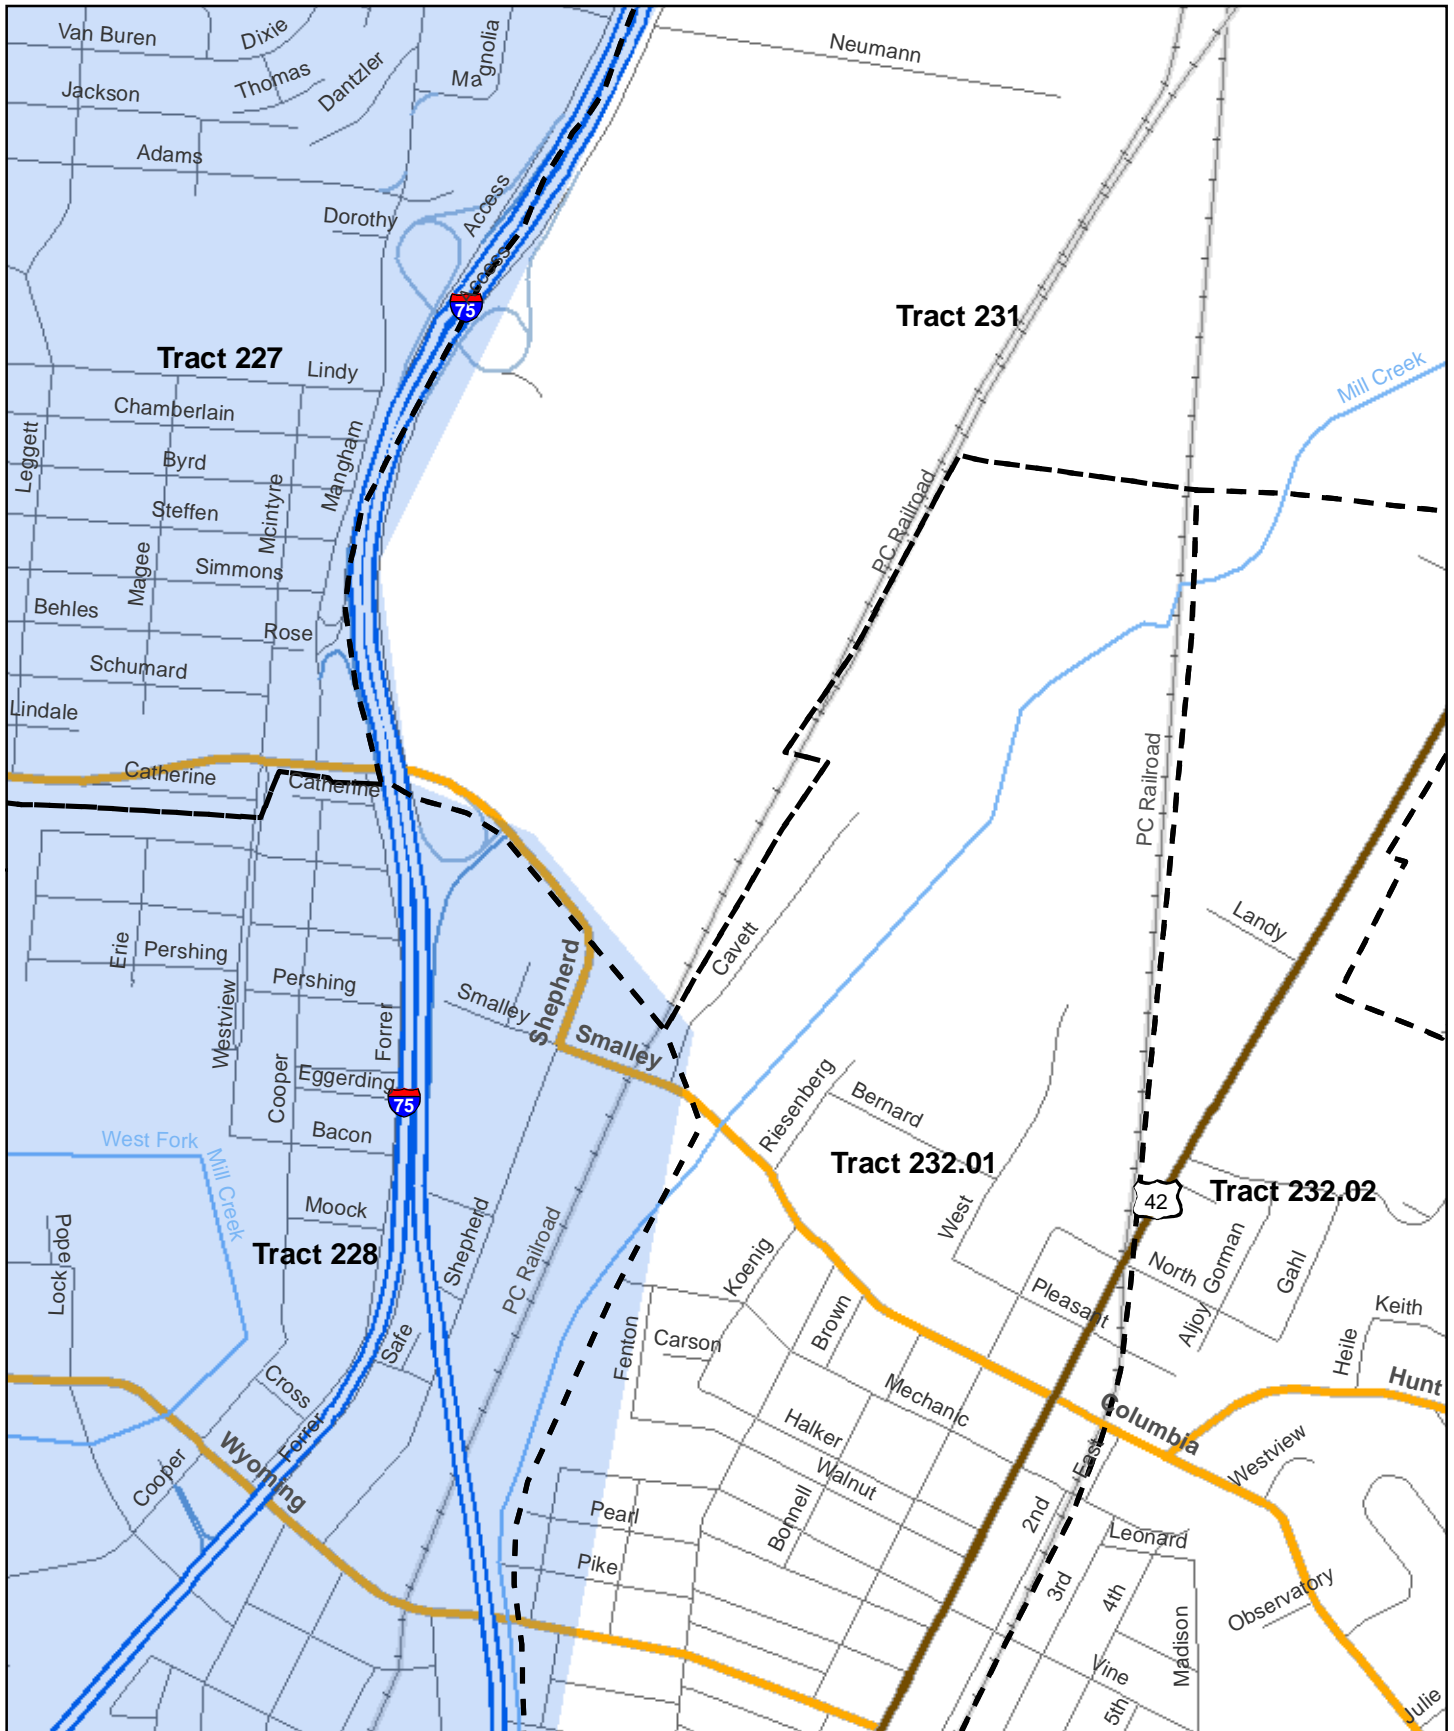 Van Buren
Dixie
Magnolia
Neumann
Jackson
Thomas
Dantzler
Adams
Dorothy
Access
Access
75
Tract 231
Tract 227
Lindy
Mill Creek
Chamberlain
Leggett
Byrd
Mangham
Mcintyre
Steffen
PC Railroad
Magee
Simmons
Behles
Rose
Schumard
Lindale
Catherine
Catherine
PC Railroad
Landy
Erie
Pershing
Pershing
Cavett
Smalley
Shepherd
Smalley
Westview
Forrer
Cooper
Eggerding
75
Bacon
Riesenberg
Bernard
West Fork
Mill Creek
Tract 232.01
Tract 232.02
42
Moock
Shepherd
West
Pope
Tract 228
PC Railroad
Koenig
North
Gorman
Gahl
Lock
Pleasant
Aljoy
Keith
Safe
Fenton
Carson
Brown
Heile
Hunt
Cross
Mechanic
Columbia
Halker
Forrer
Wyoming
Cooper
Walnut
East
Westview
Pearl
Bonnell
2nd
Leonard
Pike
3rd
4th
Observatory
Madison
Vine
5th
Julie